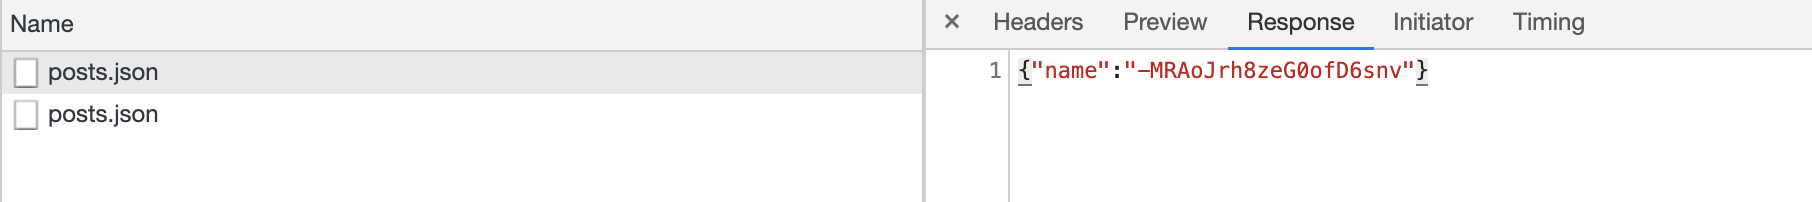 Name
posts.json
posts.json
× Headers Preview Response Initiator Timing
1 {"name":"-MRAoJrh8zeG0ofD6snv"}